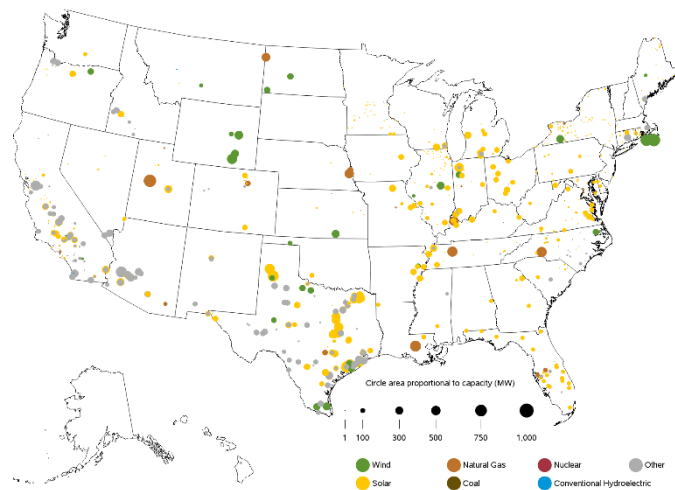 Circle area proportional to capacity (MW)
1 100 300 500 750 1,000
Wind Natural Gas Nuclear Other
Solar Coal Conventional Hydroelectric